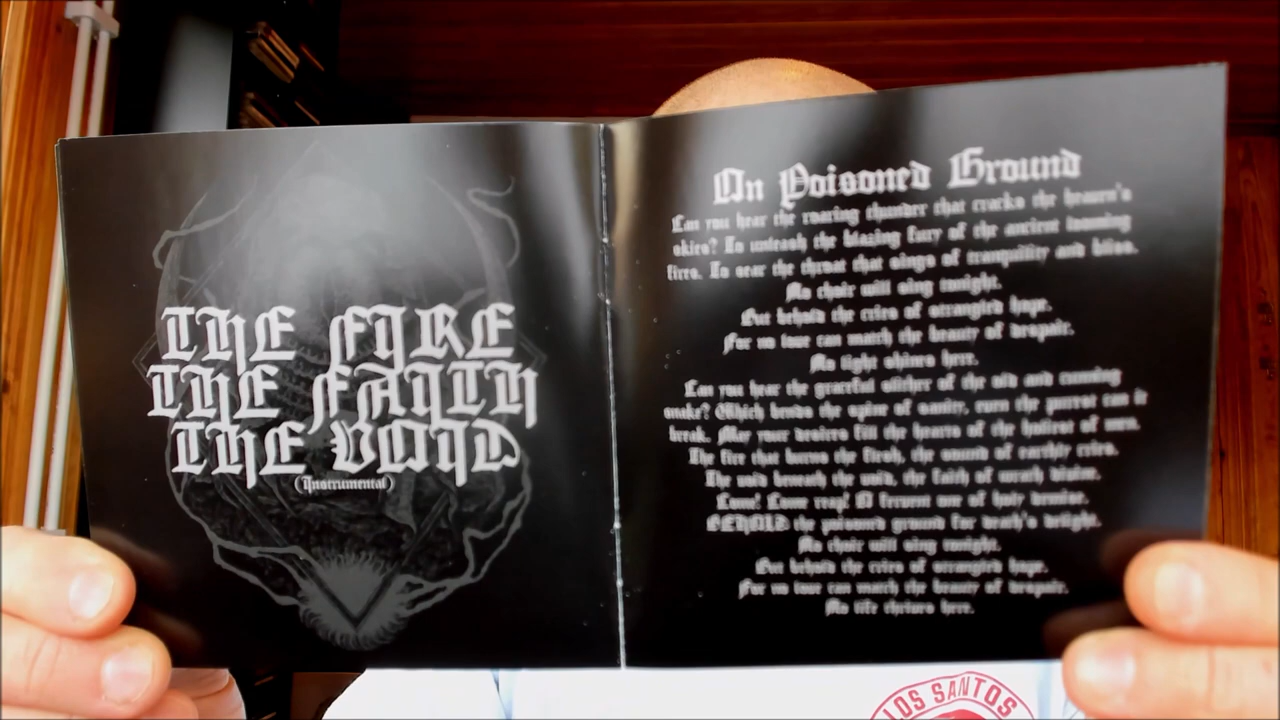 THE FIRE
THE FAITH
THE VOID
(Instrumental)
On Poisoned Ground
Can you hear the roaring thunder that cracks the heaven's
skies? To unleash the blazing fury of the ancient looming
fires. To sear the throat that sings of tranquility and bliss.
No choir will sing tonight.
But behold the cries of strangled hope.
For no love can match the beauty of despair.
No light shines here.
Can you hear the graceful slither of the old and cunning
snake? Which bends the spine of sanity, the purest can it
break. May your desires fill the hearts of the holiest of men.
The fire that burns the flesh, the sound of earthly cries.
The void beneath the void, the faith of wrath divine.
Come! Come reap! A fervent one of demise.
BEHOLD the poisoned ground for death's delight.
No choir will sing tonight.
But behold the cries of strangled hope.
For no love can match the beauty of despair.
No life thrives here.
LOS SANTOS